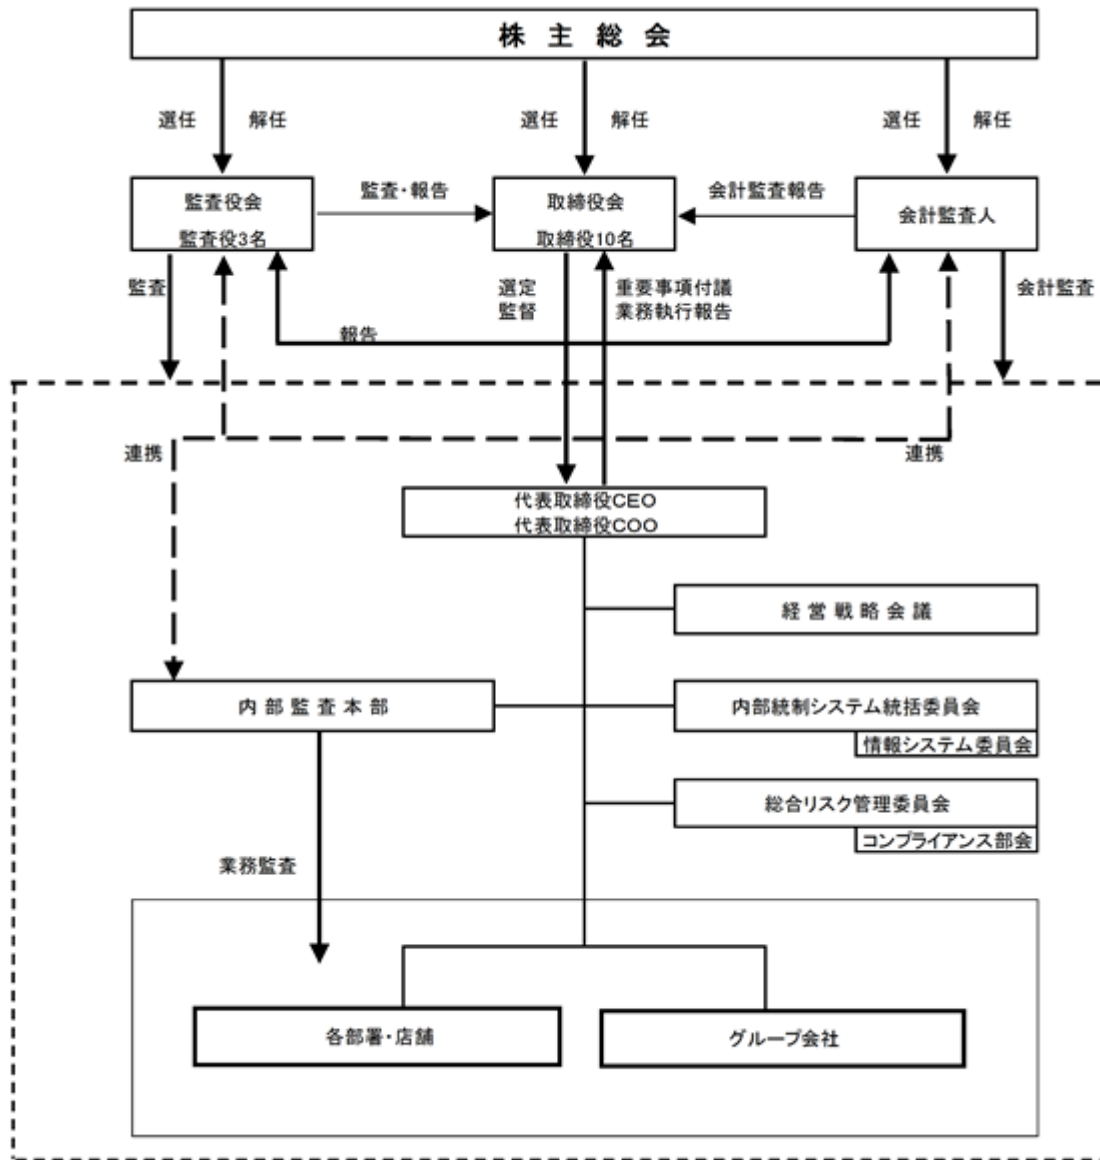 株主総会
選任 解任
選任 解任
選任 解任
監査役会
監査役3名
監査・報告
取締役会
取締役10名
会計監査報告
会計監査人
監査
選定
監督
重要事項付議
業務執行報告
会計監査
報告
連携
連携
代表取締役CEO
代表取締役COO
経営戦略会議
内部監査本部
内部統制システム統括委員会
情報システム委員会
総合リスク管理委員会
コンプライアンス部会
業務監査
各部署・店舗
グループ会社